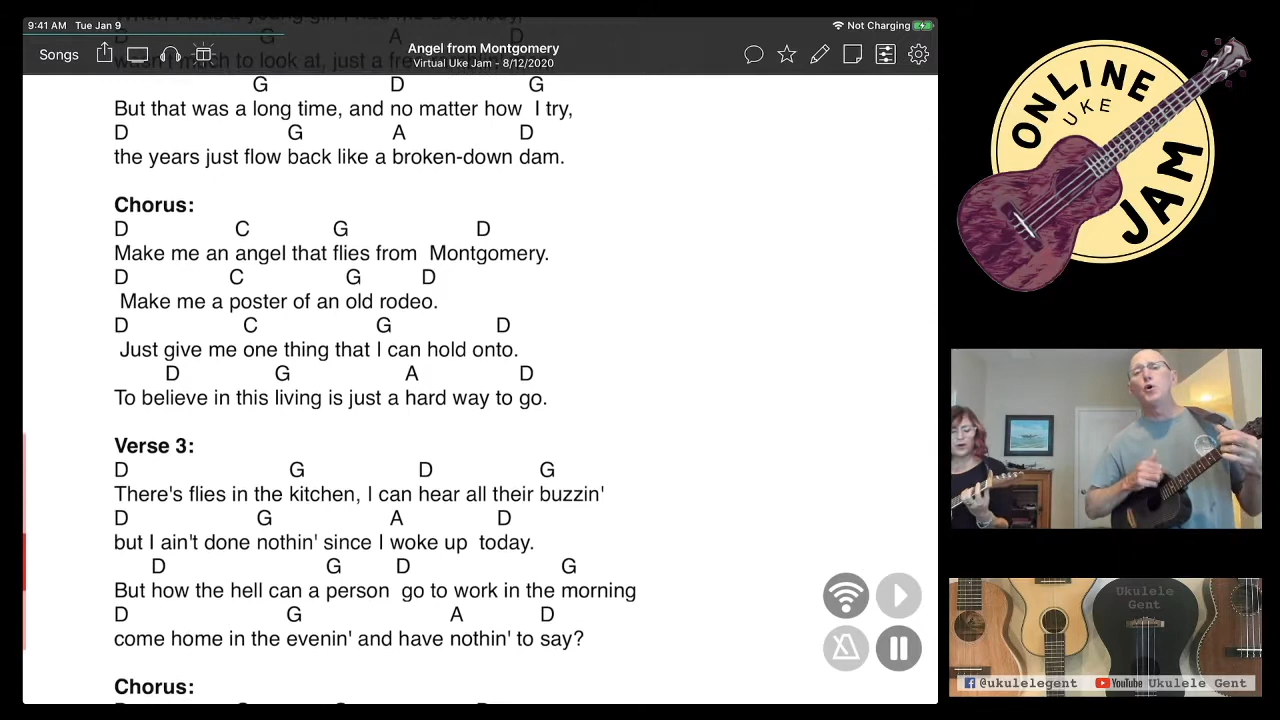 9:41 AM Tue Jan 9
Not Charging
Songs
Angel from Montgomery
Virtual Uke Jam - 8/12/2020
G D G
But that was a long time, and no matter how I try,
D G A D
the years just flow back like a broken-down dam.
Chorus:
D C G D
Make me an angel that flies from Montgomery.
D C G D
Make me a poster of an old rodeo.
D C G D
Just give me one thing that I can hold onto.
D G A D
To believe in this living is just a hard way to go.
Verse 3:
D G D G
There's flies in the kitchen, I can hear all their buzzin'
D G A D
but I ain't done nothin' since I woke up today.
D G D G
But how the hell can a person go to work in the morning
D G A D
come home in the evenin' and have nothin' to say?
Chorus:
ONLINE
UKE
JAM
Ukulele
Gent
@ukulelegent YouTube Ukulele Gent